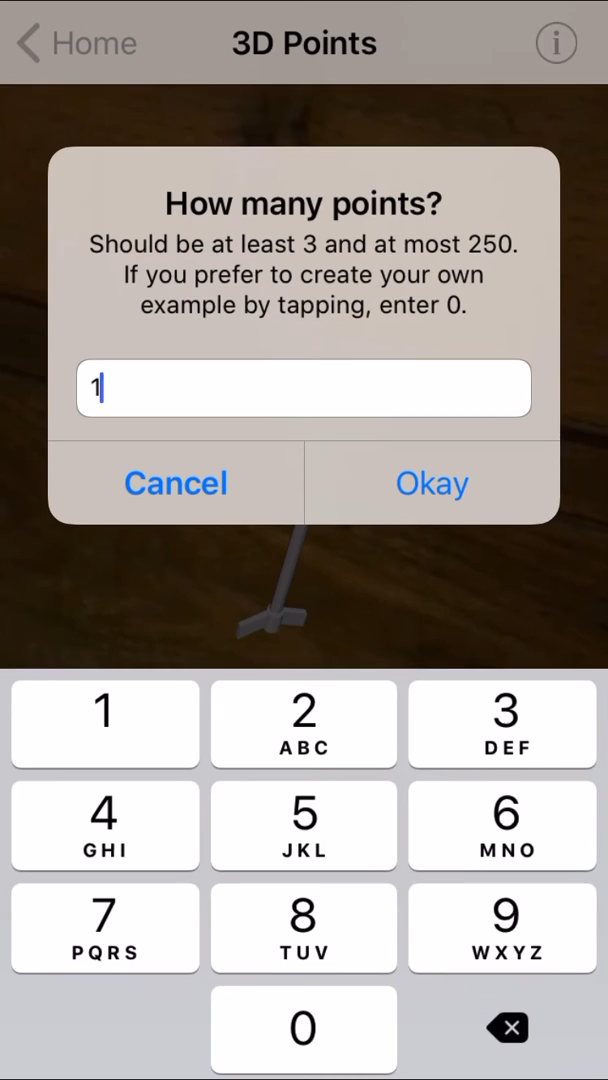 Home
3D Points
i
How many points?
Should be at least 3 and at most 250.
If you prefer to create your own
example by tapping, enter 0.
1
Cancel
Okay
1
2
ABC
3
DEF
4
GHI
5
JKL
6
MNO
7
PQRS
8
TUV
9
WXYZ
0